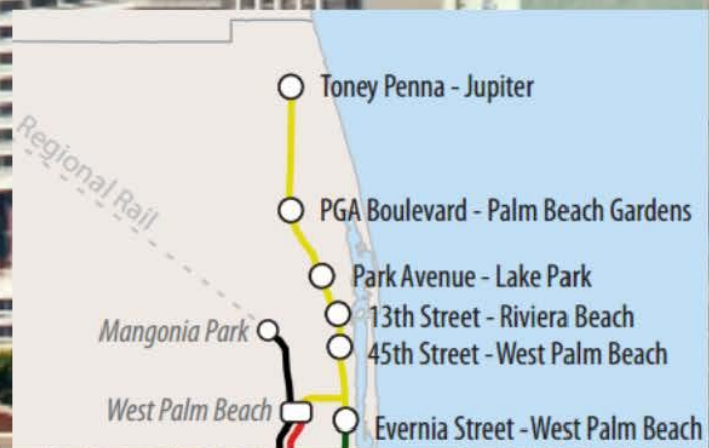 Toney Penna - Jupiter
Regional Rail
PGA Boulevard - Palm Beach Gardens
Park Avenue - Lake Park
13th Street - Riviera Beach
Mangonia Park
45th Street - West Palm Beach
West Palm Beach
Evernia Street - West Palm Beach